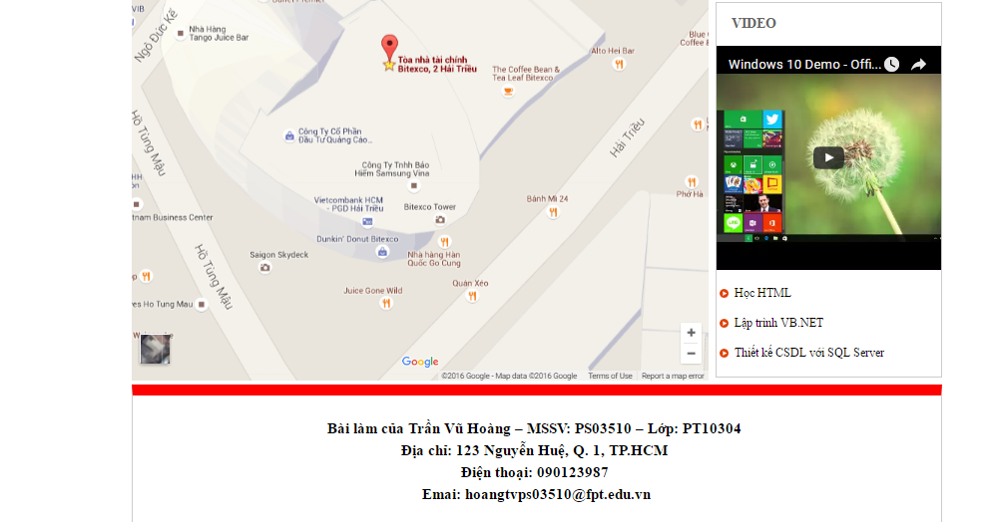 VIB
Ngô Đức Kế
Nhà Hàng
Tango Juice Bar
Tòa nhà tài chính
Bitexco, 2 Hải Triều
The Coffee Bean &
Tea Leaf Bitexco
Alto Hei Bar
Blue
Coffee &
Hồ Tùng Mậu
Công Ty Cổ Phần
Đầu Tư Quảng Cáo...
Hải Triều
Công Ty Tnhh Bảo
Hiểm Samsung Vina
HH
ón
Phở Hà
Vietcombank HCM
- PGD Hải Triều
Bitexco Tower
Bánh Mì 24
tnam Business Center
Dunkin' Donut Bitexco
Saigon Skydeck
Nhà hàng Hàn
Quốc Go Cung
Hồ Tùng Mậu
Juice Gone Wild
Quán Xéo
es Ho Tung Mau
+
−
Google
©2016 Google - Map data ©2016 Google Terms of Use Report a map error
VIDEO
Windows 10 Demo - Offi...
Học HTML
Lập trình VB.NET
Thiết kế CSDL với SQL Server
Bài làm của Trần Vũ Hoàng – MSSV: PS03510 – Lớp: PT10304
Địa chỉ: 123 Nguyễn Huệ, Q. 1, TP.HCM
Điện thoại: 090123987
Emai: hoangtvps03510@fpt.edu.vn